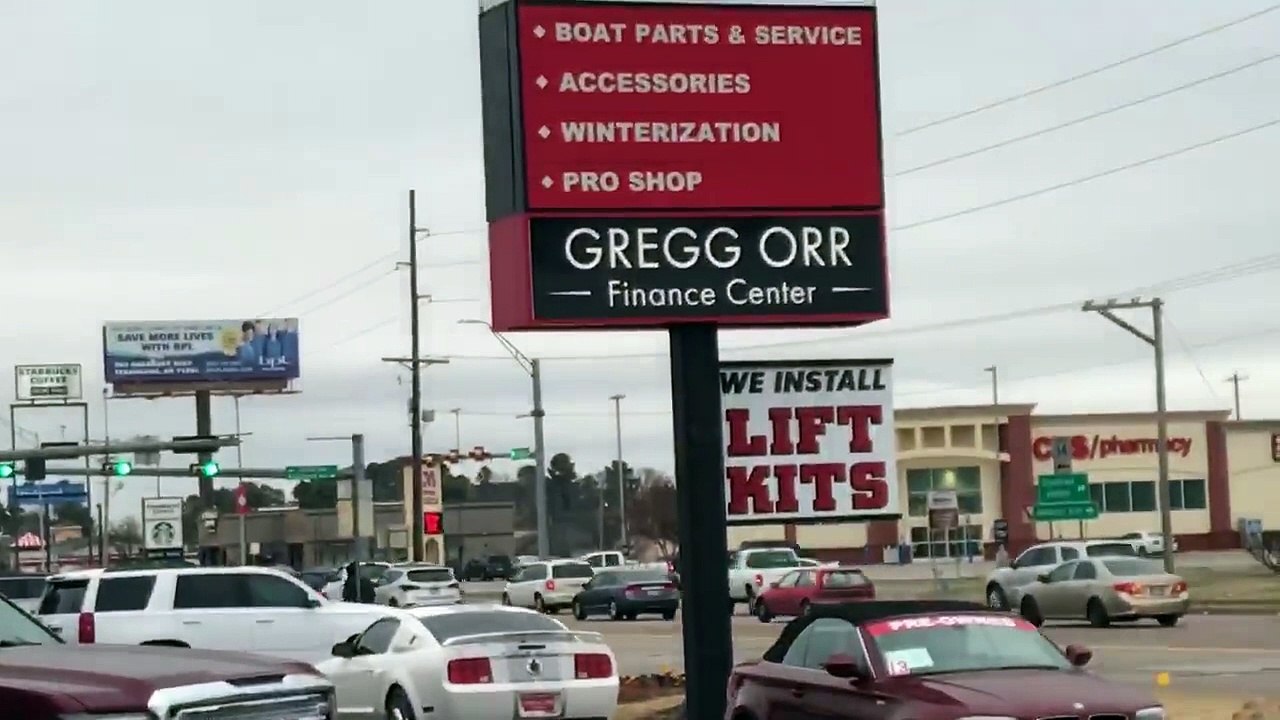 BOAT PARTS & SERVICE
ACCESSORIES
WINTERIZATION
PRO SHOP
GREGG ORR
Finance Center
WE INSTALL
LIFT
KITS
SAVE MORE LIVES
WITH BPL
bpl
STARBUCKS
COFFEE
CVS/pharmacy
PRE-OWNED